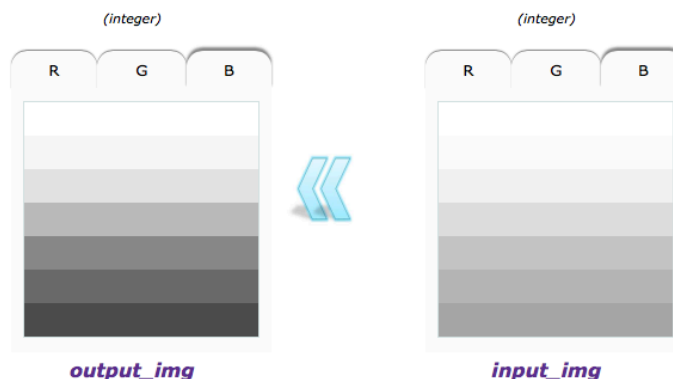 (integer)
R G B
output_img
(integer)
R G B
input_img